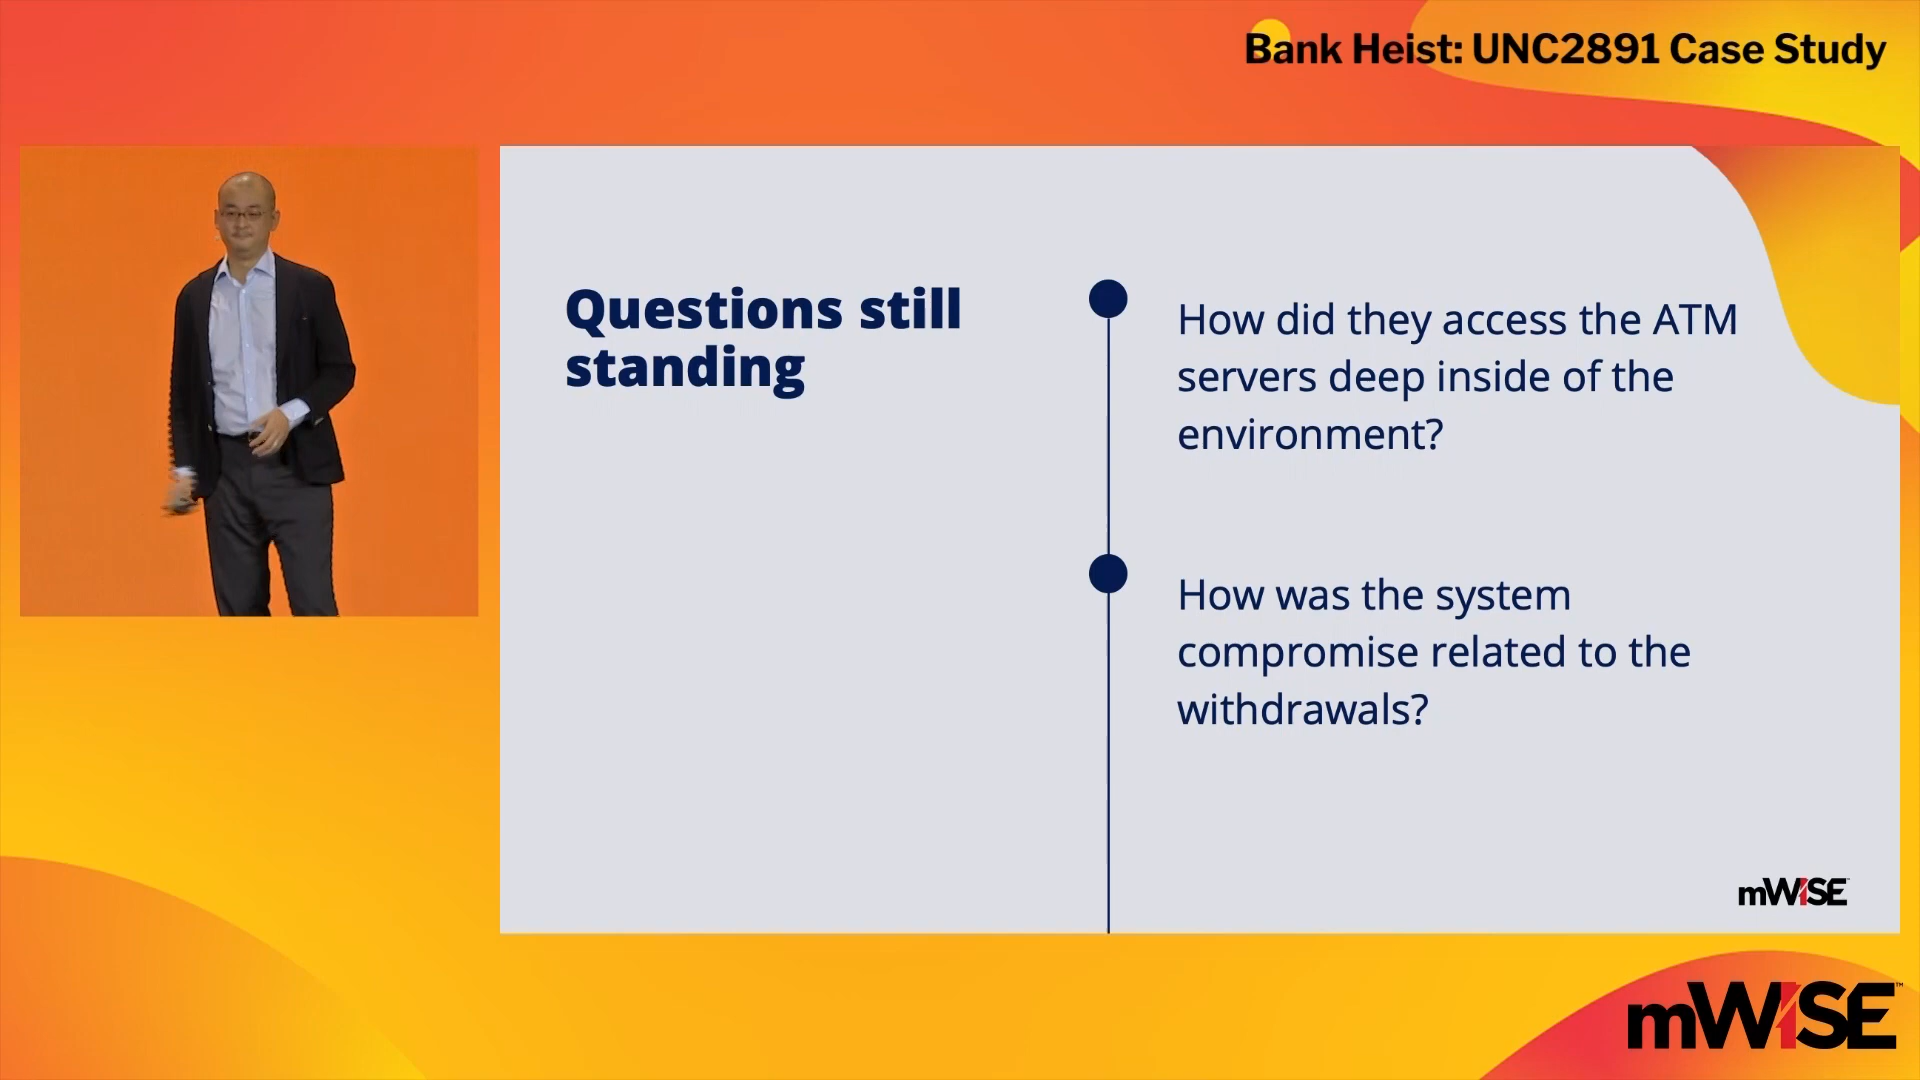 Bank Heist: UNC2891 Case Study
Questions still
standing
How did they access the ATM
servers deep inside of the
environment?
How was the system
compromise related to the
withdrawals?
mWISE
mWISE™